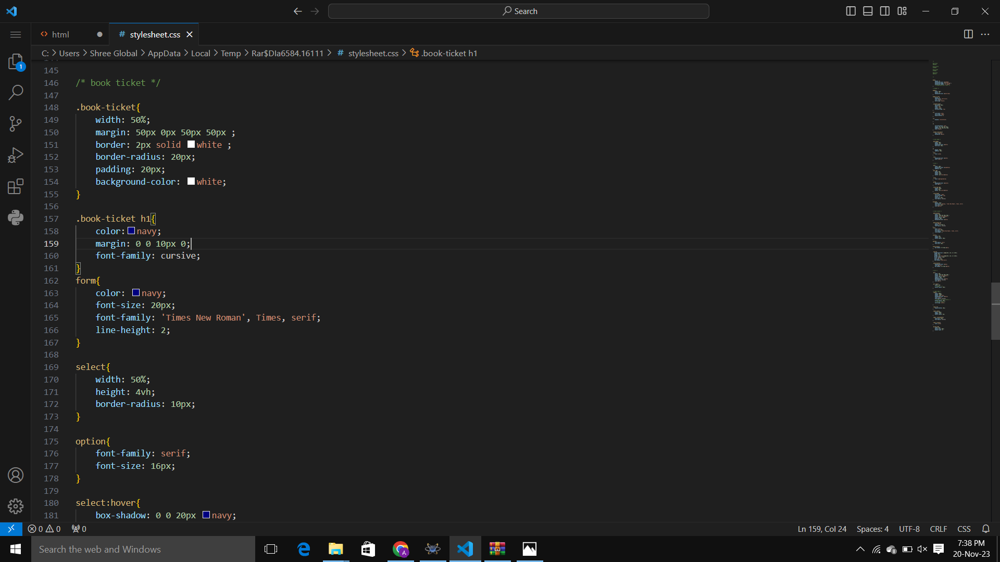 Search
html
# stylesheet.css
C: > Users > Shree Global > AppData > Local > Temp > Rar$DIa6584.16111 > # stylesheet.css > .book-ticket h1
145
146 /* book ticket */
147
148 .book-ticket{
149 width: 50%;
150 margin: 50px 0px 50px 50px ;
151 border: 2px solid white ;
152 border-radius: 20px;
153 padding: 20px;
154 background-color: white;
155 }
156
157 .book-ticket h1{
158 color: navy;
159 margin: 0 0 10px 0;
160 font-family: cursive;
161 }
162 form{
163 color: navy;
164 font-size: 20px;
165 font-family: 'Times New Roman', Times, serif;
166 line-height: 2;
167 }
168
169 select{
170 width: 50%;
171 height: 4vh;
172 border-radius: 10px;
173 }
174
175 option{
176 font-family: serif;
177 font-size: 16px;
178 }
179
180 select:hover{
181 box-shadow: 0 0 20px navy;
1
0 0 0
Ln 159, Col 24 Spaces: 4 UTF-8 CRLF CSS
Search the web and Windows
7:38 PM
20-Nov-23